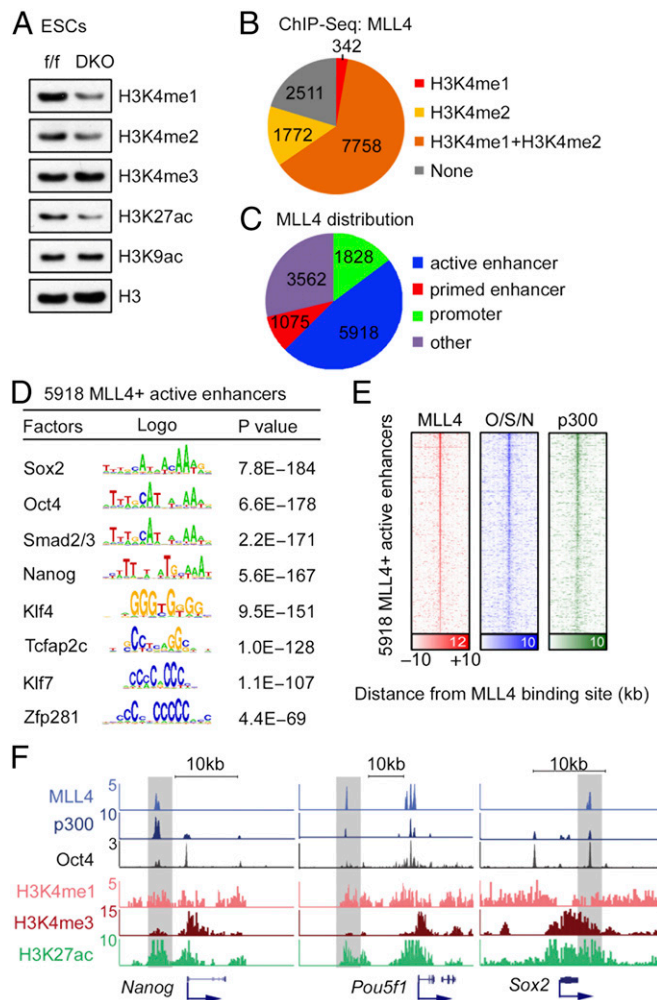 A ESCs
f/f DKO
H3K4me1
H3K4me2
H3K4me3
H3K27ac
H3K9ac
H3
B ChIP-Seq: MLL4
342
2511
1772
7758
H3K4me1
H3K4me2
H3K4me1+H3K4me2
None
C MLL4 distribution
1828
3562
1075
5918
active enhancer
primed enhancer
promoter
other
D 5918 MLL4+ active enhancers
Factors Logo P value
Sox2 7.8E−184
Oct4 6.6E−178
Smad2/3 2.2E−171
Nanog 5.6E−167
Klf4 9.5E−151
Tcfap2c 1.0E−128
Klf7 1.1E−107
Zfp281 4.4E−69
E
MLL4 O/S/N p300
5918 MLL4+ active enhancers
12 10 10
−10 +10
Distance from MLL4 binding site (kb)
F
10kb 10kb 10kb
MLL4 5
p300 10
Oct4 3
H3K4me1 5
H3K4me3 15
H3K27ac 10
Nanog Pou5f1 Sox2